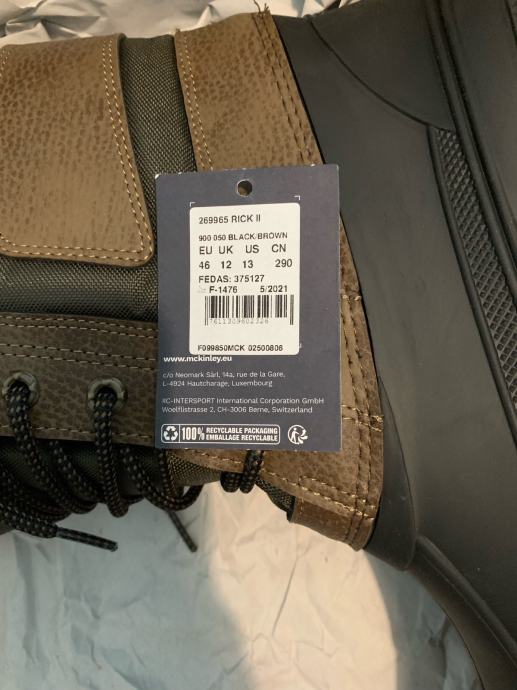 269965 RICK II
900 050 BLACK/BROWN
EU UK US CN
46 12 13 290
FEDAS: 375127
F-1476 5/2021
7611309602326
F099850MCK 02500806
www.mckinley.eu
c/o Neomark Sàrl, 14a, rue de la Gare,
L-4924 Hautcharage, Luxembourg
IIC-INTERSPORT International Corporation GmbH
Woelflistrasse 2, CH-3006 Berne, Switzerland
100% RECYCLABLE PACKAGING
EMBALLAGE RECYCLABLE